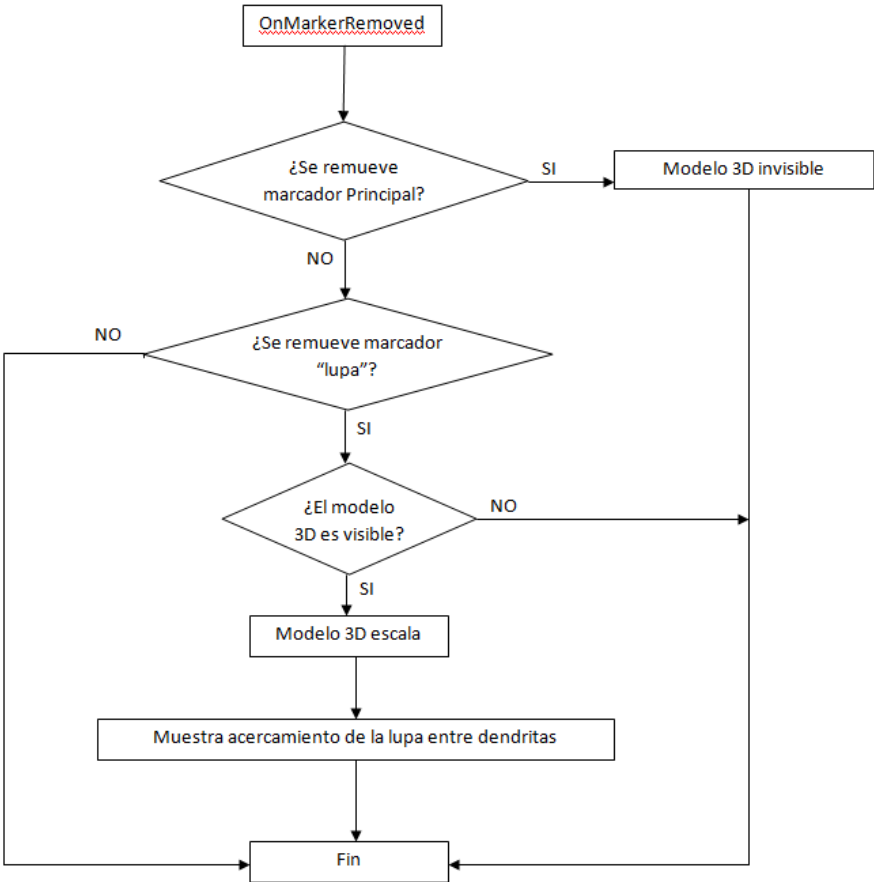 OnMarkerRemoved
¿Se remueve
marcador Principal?
SI
Modelo 3D invisible
NO
NO
¿Se remueve marcador
“lupa”?
SI
¿El modelo
3D es visible?
NO
SI
Modelo 3D escala
Muestra acercamiento de la lupa entre dendritas
Fin